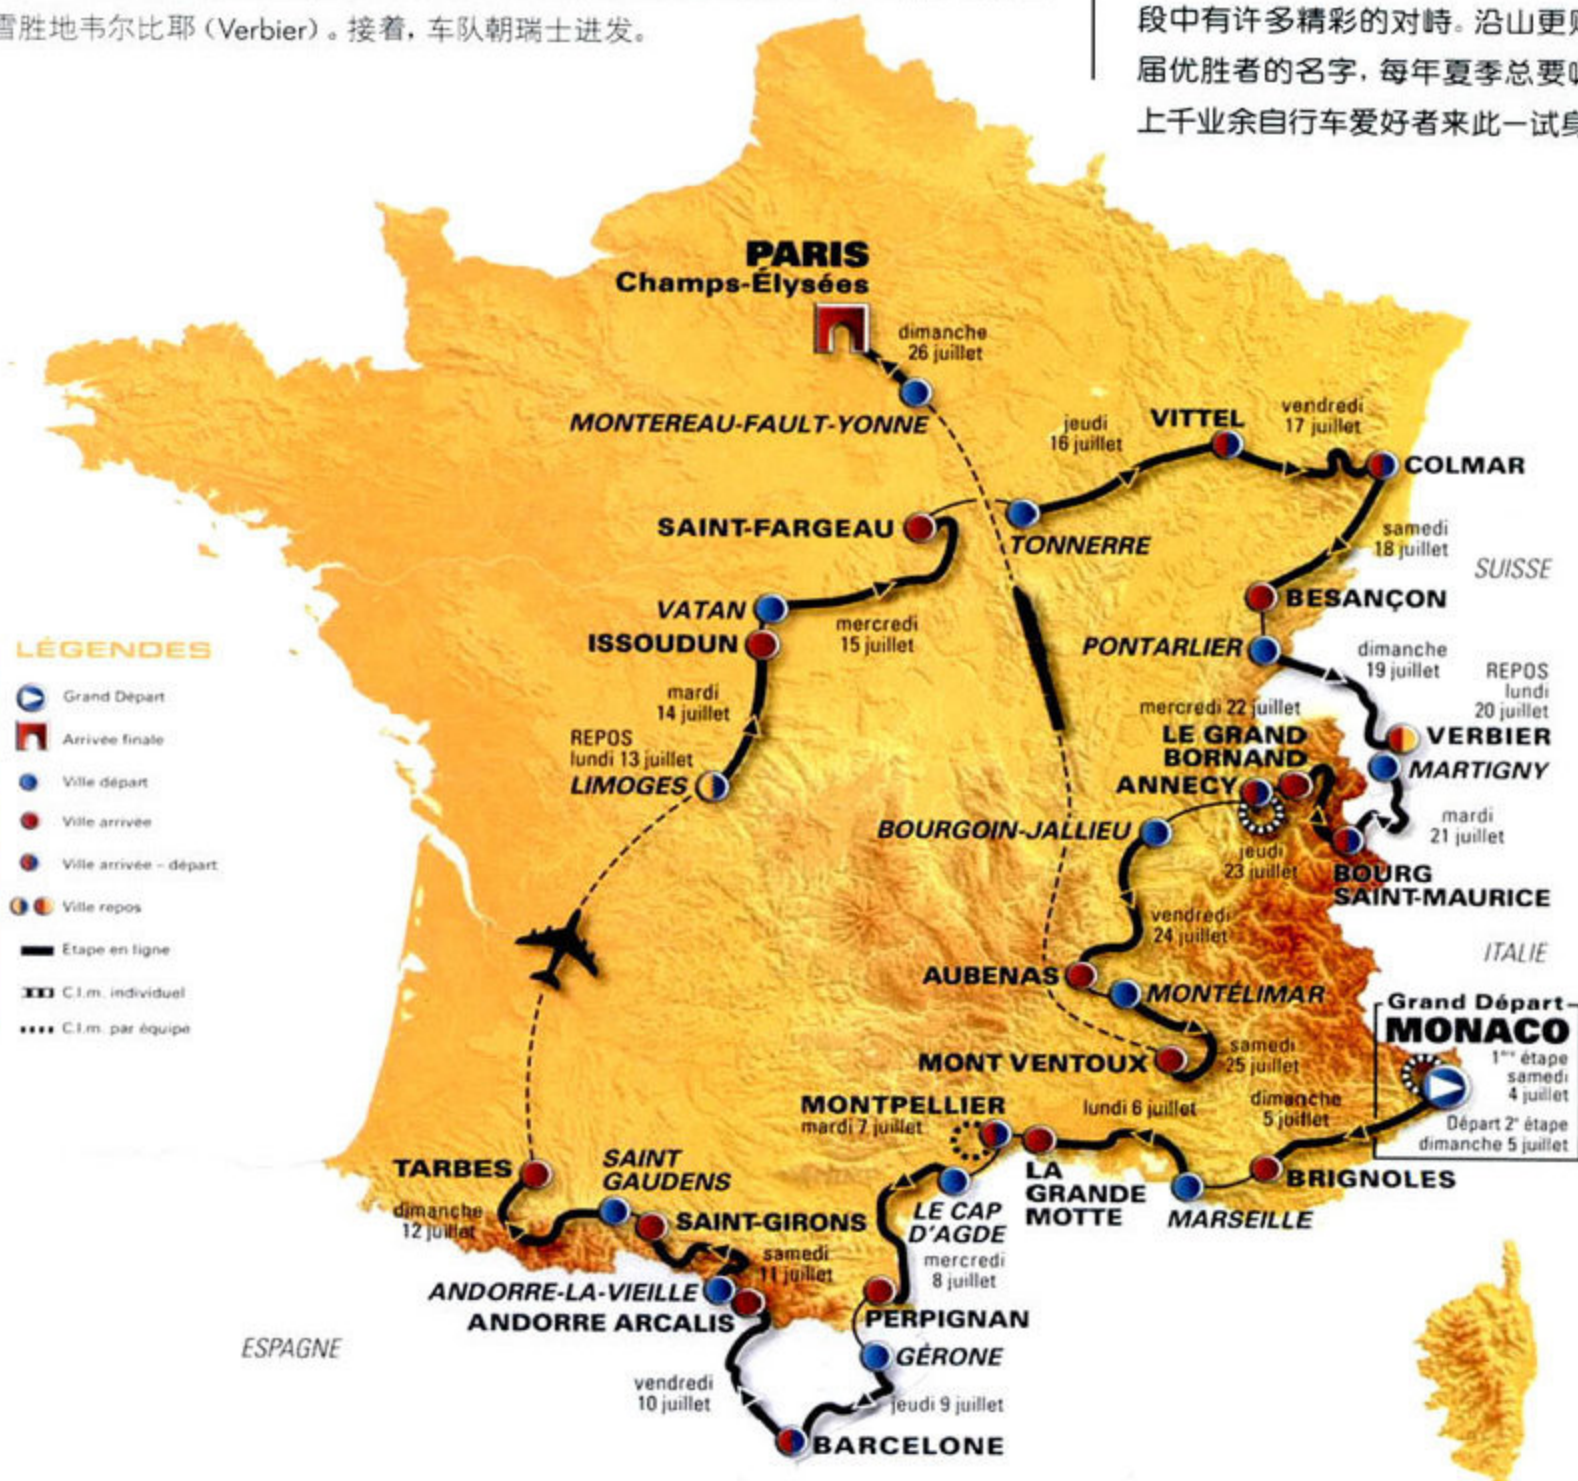 雪胜地韦尔比耶 (Verbier) 。接着, 车队朝瑞士进发。
段中有许多精彩的对峙。沿山更
届优胜者的名字, 每年夏季总要
上千业余自行车爱好者来此一试
PARIS
Champs-Élysées
dimanche
26 juillet
MONTEREAU-FAULT-YONNE
jeudi
16 juillet
VITTEL
vendredi
17 juillet
COLMAR
SAINT-FARGEAU
TONNERRE
samedi
18 juillet
SUISSE
VATAN
ISSOUDUN
mercredi
15 juillet
BESANÇON
PONTARLIER
dimanche
19 juillet
REPOS
lundi
20 juillet
mardi
14 juillet
REPOS
lundi 13 juillet
LIMOGES
mercredi 22 juillet
LE GRAND
BORNAND
ANNECY
VERBIER
MARTIGNY
mardi
21 juillet
BOURGOIN-JALLIEU
jeudi
23 juillet
BOURG
SAINT-MAURICE
vendredi
24 juillet
ITALIE
AUBENAS
MONTÉLIMAR
Grand Départ
MONACO
1ère étape
samedi
4 juillet
Départ 2e étape
dimanche 5 juillet
MONT VENTOUX
samedi
25 juillet
MONTPELLIER
mardi 7 juillet
lundi 6 juillet
dimanche
5 juillet
BRIGNOLES
LA
GRANDE
MOTTE
MARSEILLE
LE CAP
D'AGDE
mercredi
8 juillet
TARBES
dimanche
12 juillet
SAINT
GAUDENS
SAINT-GIRONS
samedi
11 juillet
ANDORRE-LA-VIEILLE
ANDORRE ARCALIS
PERPIGNAN
GÉRONE
ESPAGNE
vendredi
10 juillet
jeudi 9 juillet
BARCELONE
LÉGENDES
Grand Départ
Arrivée finale
Ville départ
Ville arrivée
Ville arrivée – départ
Ville repos
Etape en ligne
C.l.m. individuel
C.l.m. par équipe